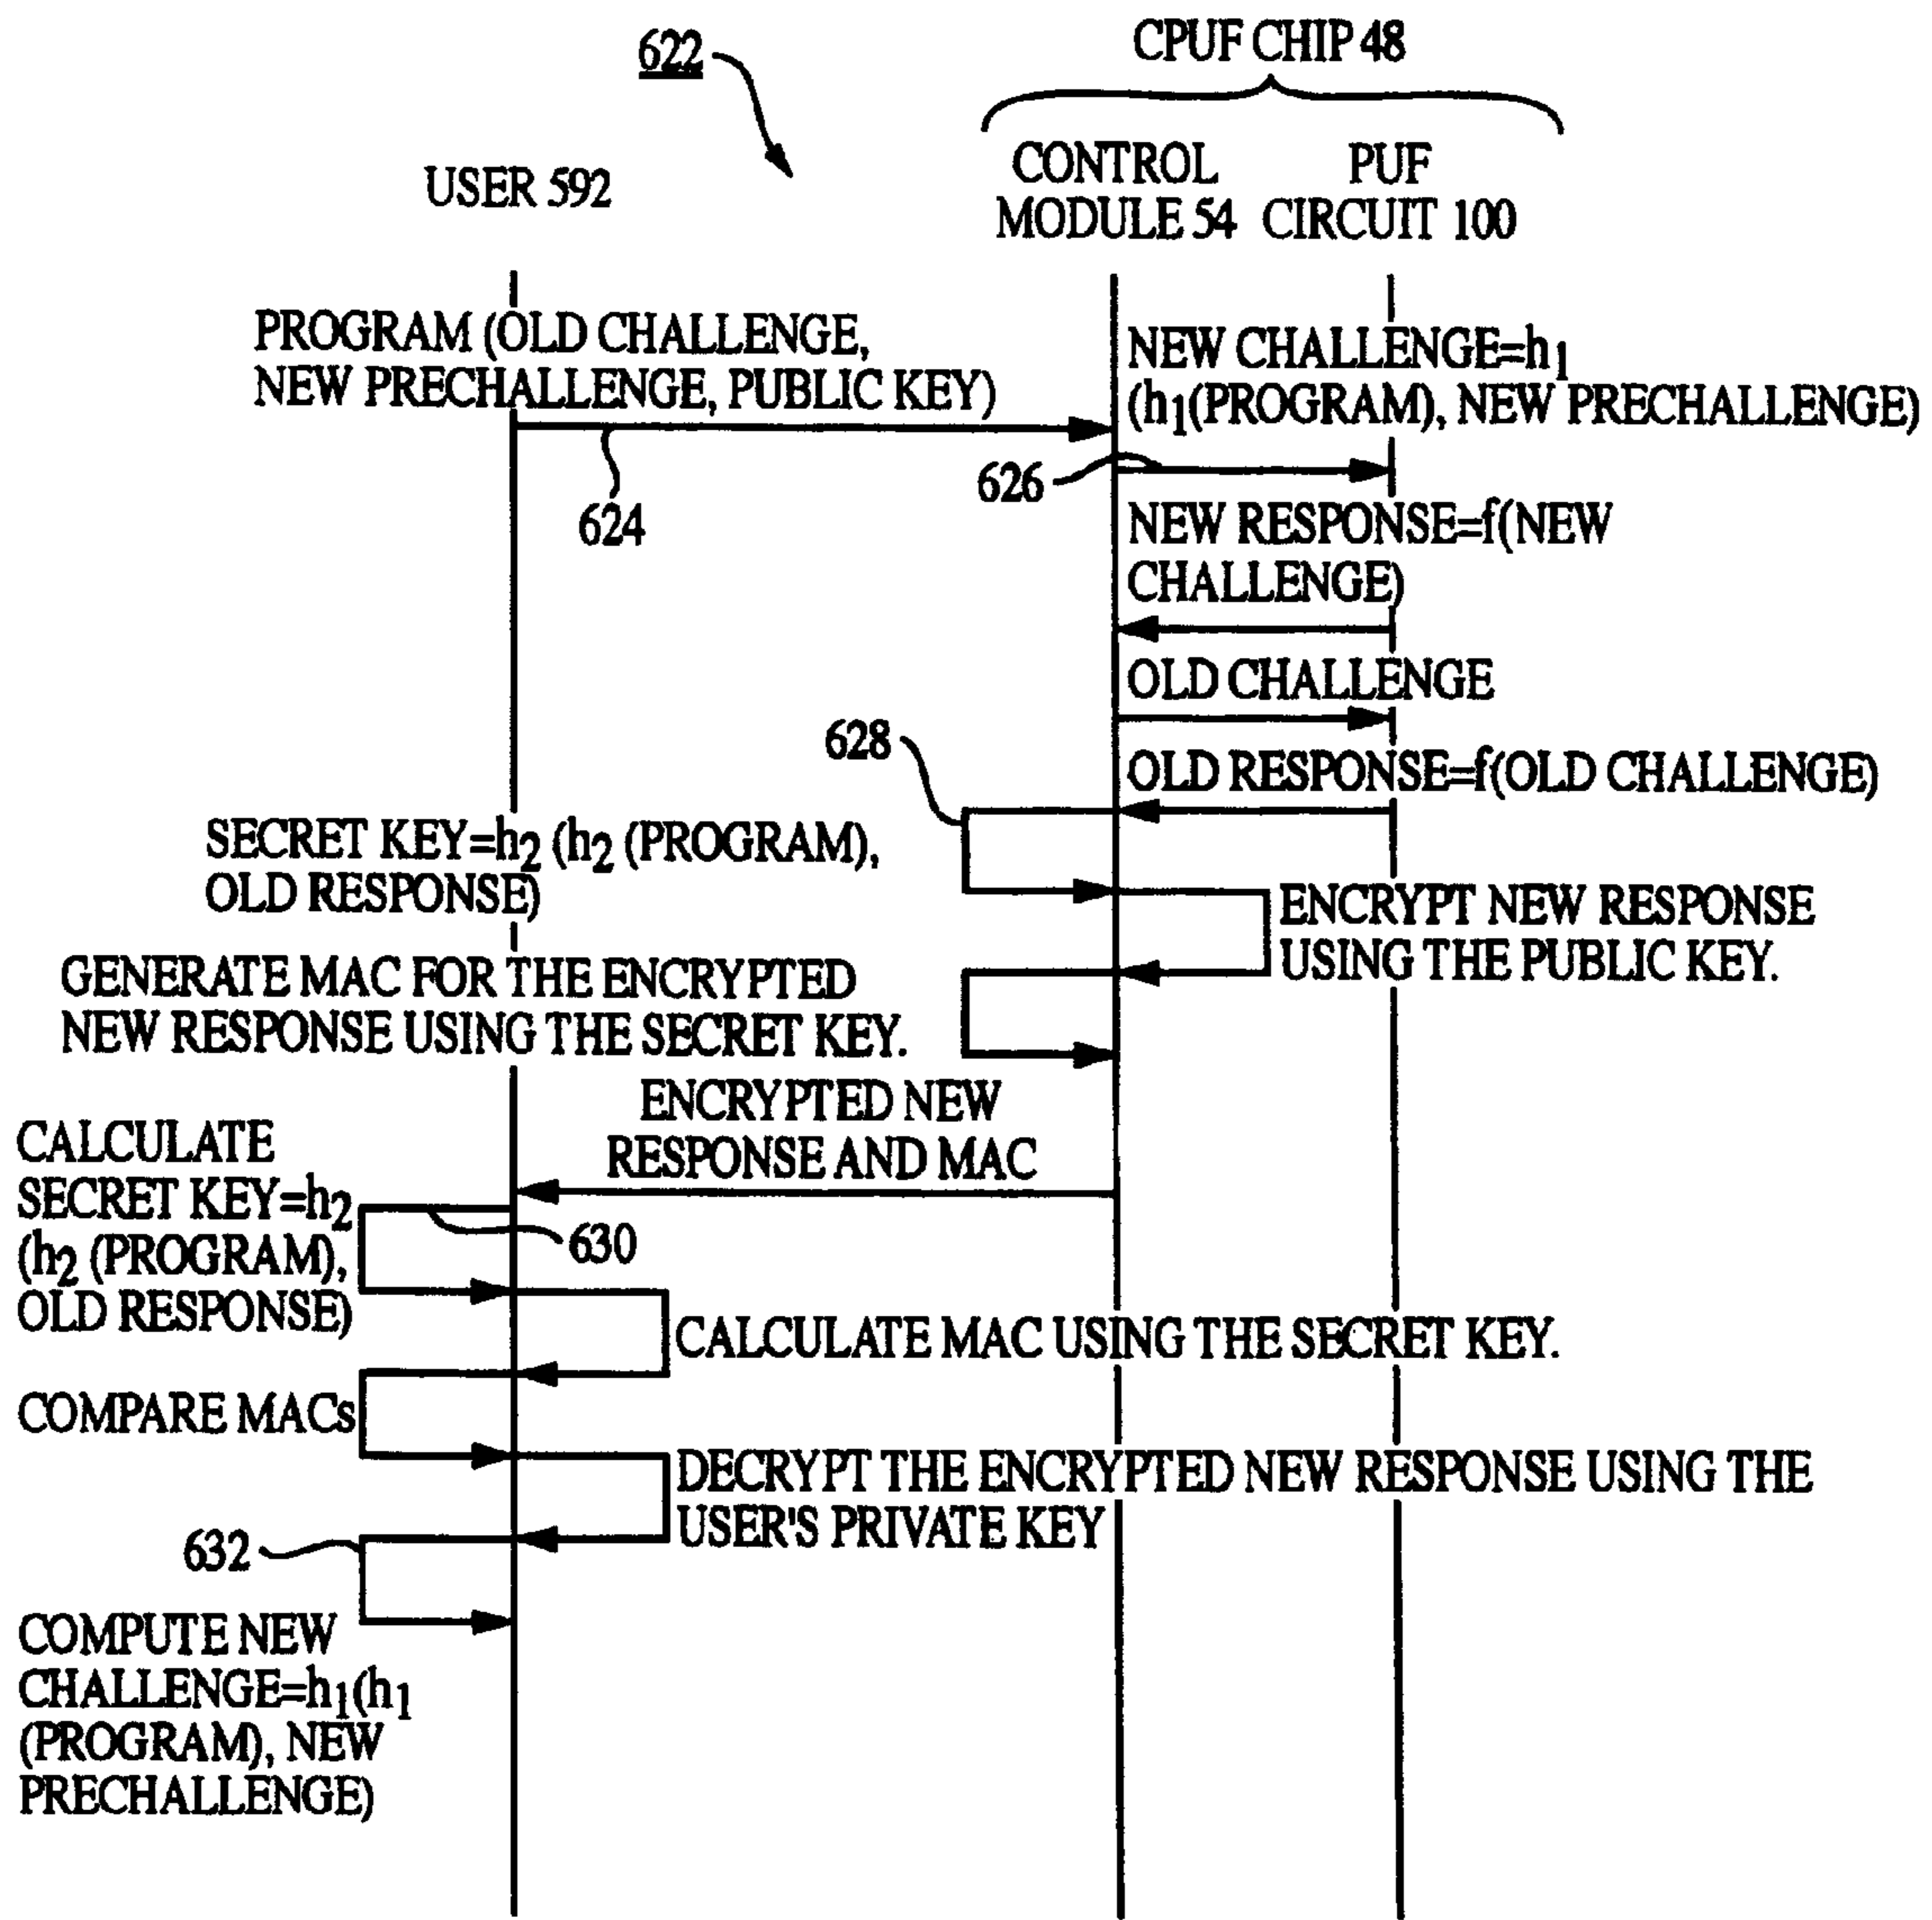 622
CPUF CHIP 48
USER 592
CONTROL
MODULE 54
PUF
CIRCUIT 100
PROGRAM (OLD CHALLENGE,
NEW PRECHALLENGE, PUBLIC KEY)
624
NEW CHALLENGE=h1
(h1(PROGRAM), NEW PRECHALLENGE)
626
NEW RESPONSE=f(NEW
CHALLENGE)
OLD CHALLENGE
628
OLD RESPONSE=f(OLD CHALLENGE)
SECRET KEY=h2 (h2 (PROGRAM),
OLD RESPONSE)
ENCRYPT NEW RESPONSE
USING THE PUBLIC KEY.
GENERATE MAC FOR THE ENCRYPTED
NEW RESPONSE USING THE SECRET KEY.
ENCRYPTED NEW
RESPONSE AND MAC
CALCULATE
SECRET KEY=h2
(h2 (PROGRAM),
OLD RESPONSE)
630
CALCULATE MAC USING THE SECRET KEY.
COMPARE MACs
DECRYPT THE ENCRYPTED NEW RESPONSE USING THE
USER'S PRIVATE KEY
632
COMPUTE NEW
CHALLENGE=h1(h1
(PROGRAM), NEW
PRECHALLENGE)